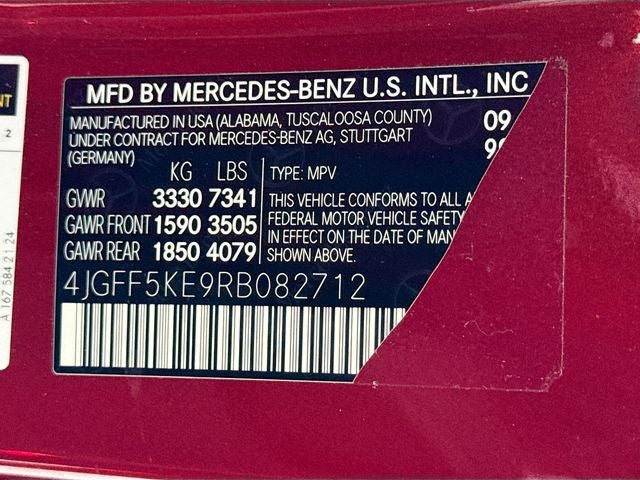 MFD BY MERCEDES-BENZ U.S. INTL., INC
MANUFACTURED IN USA (ALABAMA, TUSCALOOSA COUNTY) 09
UNDER CONTRACT FOR MERCEDES-BENZ AG, STUTTGART
(GERMANY)
KG LBS TYPE: MPV
GVWR 3330 7341 THIS VEHICLE CONFORMS TO ALL A
GAWR FRONT 1590 3505 FEDERAL MOTOR VEHICLE SAFETY
GAWR REAR 1850 4079 IN EFFECT ON THE DATE OF MAN
4JGFF5KE9RB082712
NT
2
A 167 584 21 24